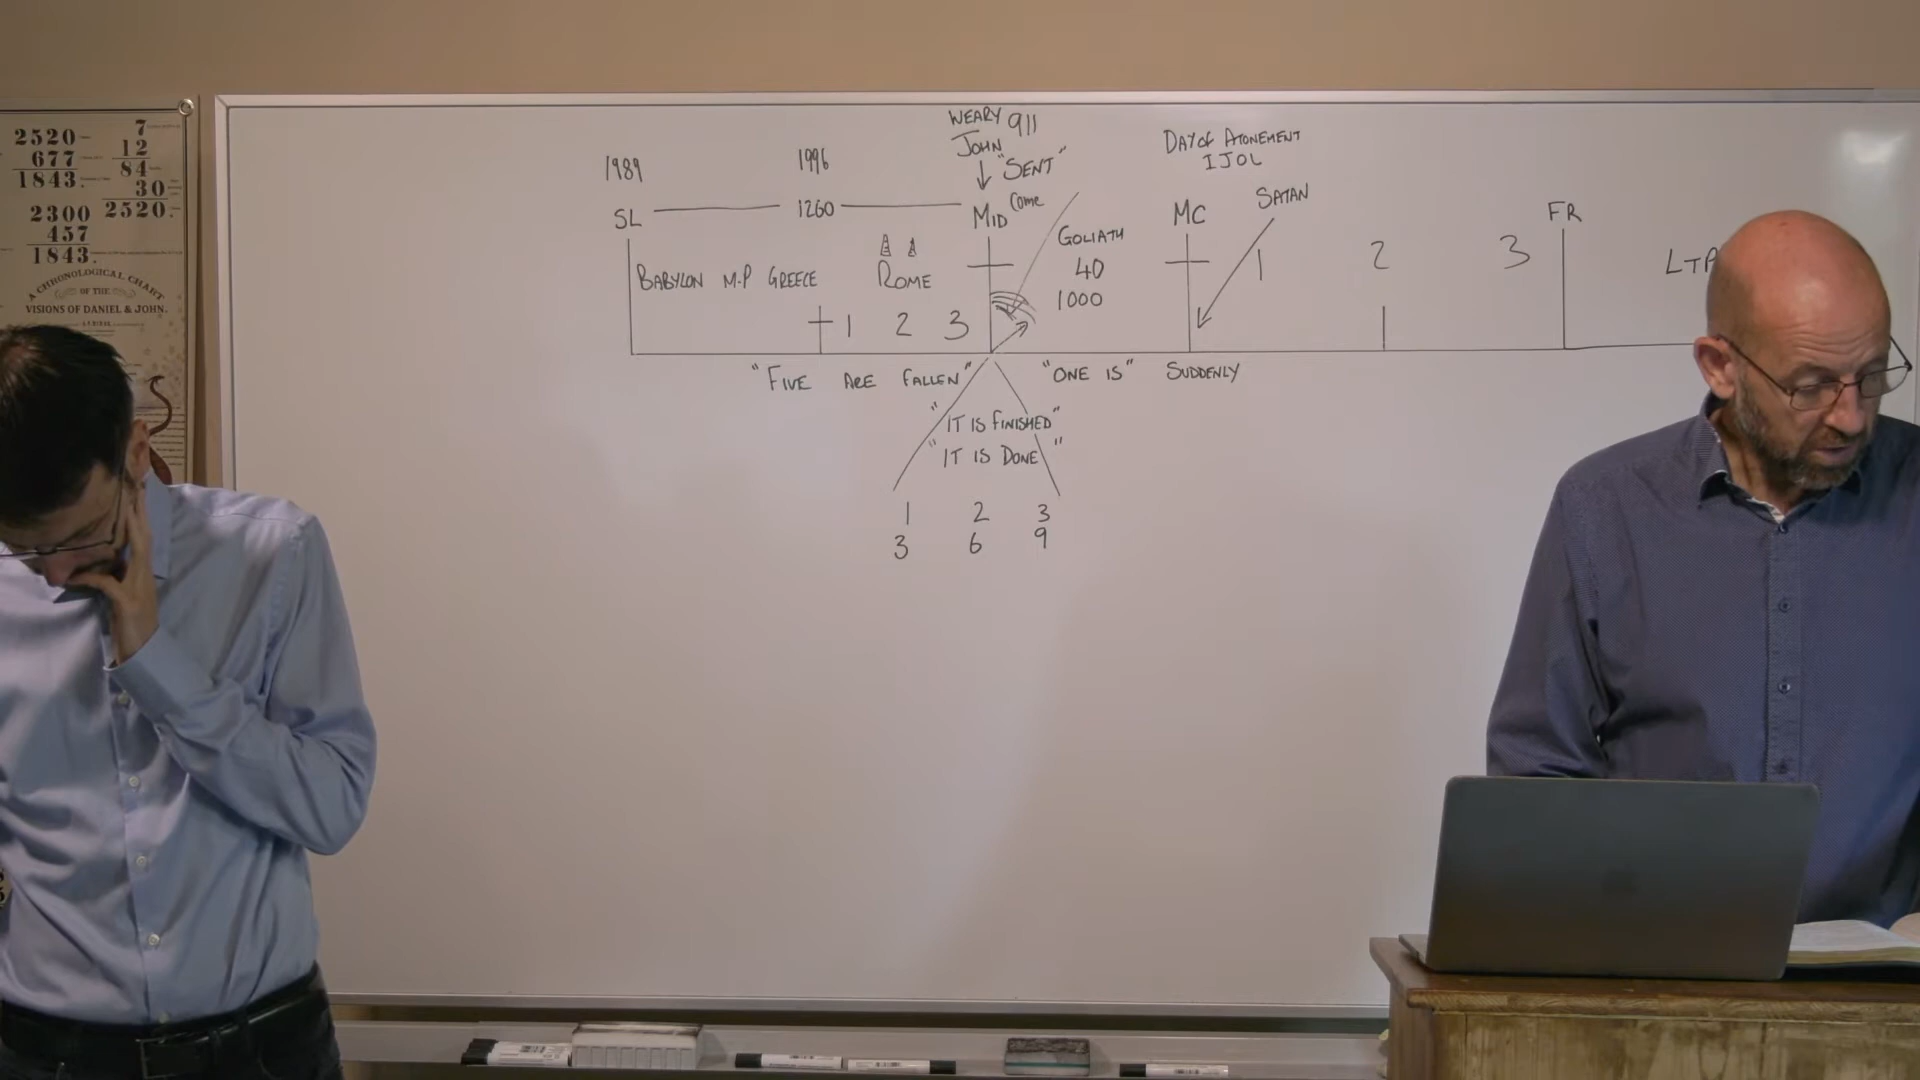 2520 7
677 12
1843. 84
30
2300 2520.
457
1843.
A CHRONOLOGICAL CHART
OF THE
VISIONS OF DANIEL & JOHN.
WEARY 911
JOHN
"SENT"
DAY OF ATONEMENT
IJOL
1989 1996
SL 1260 MID COME MC SATAN FR
BABYLON M-P GREECE ROME GOLIATH
40 1 2 3
1000
1 2 3
"FIVE ARE FALLEN" "ONE IS" SUDDENLY
"IT IS FINISHED"
"IT IS DONE"
1 2 3
3 6 9